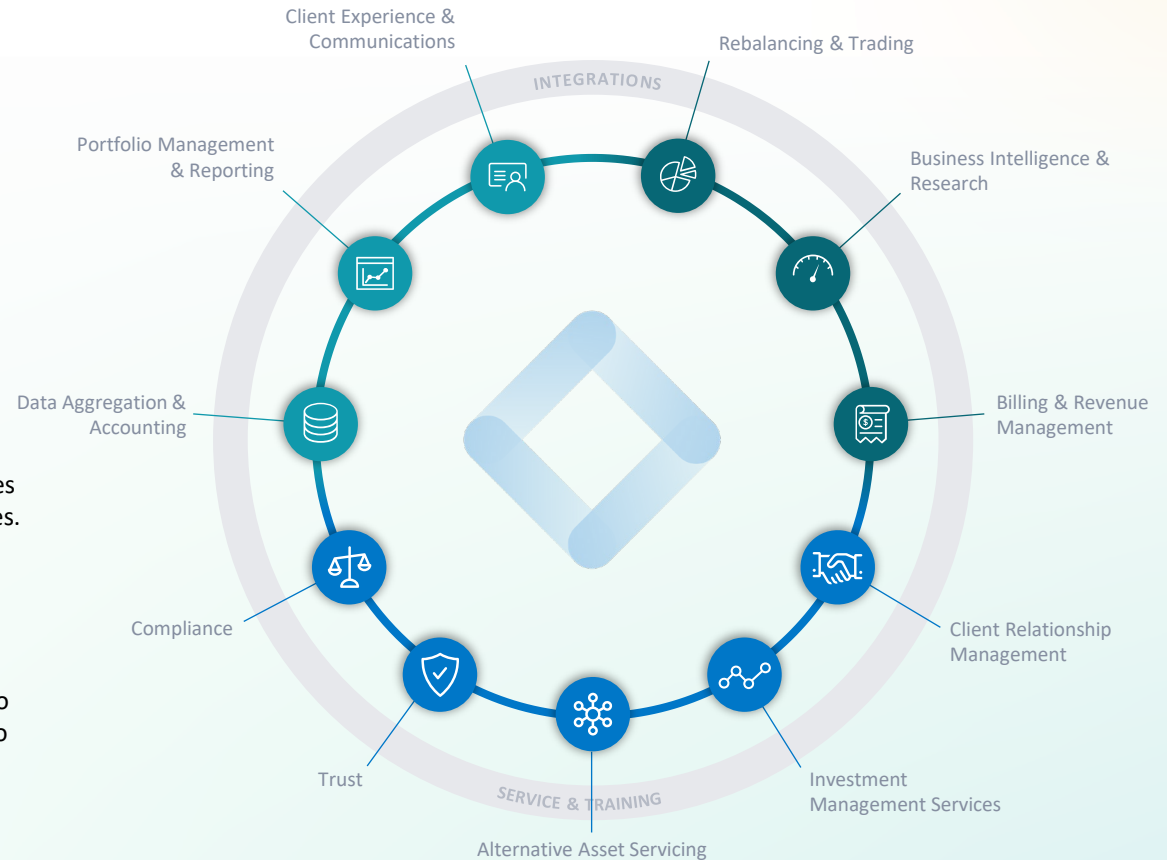 Client Experience &
Communications
Rebalancing & Trading
INTEGRATIONS
Portfolio Management
& Reporting
Business Intelligence &
Research
Data Aggregation &
Accounting
Billing & Revenue
Management
Compliance
Client Relationship
Management
Trust
Investment
Management Services
SERVICE & TRAINING
Alternative Asset Servicing